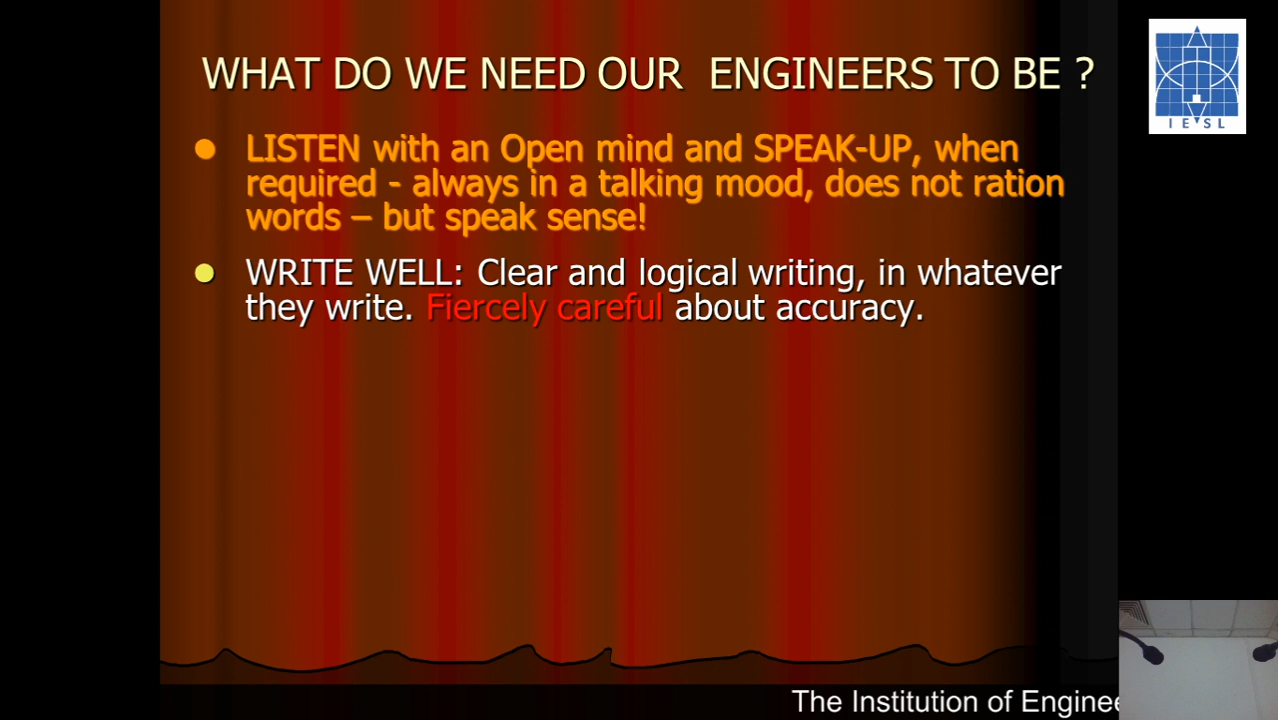 WHAT DO WE NEED OUR ENGINEERS TO BE ?
LISTEN with an Open mind and SPEAK-UP, when
required - always in a talking mood, does not ration
words – but speak sense!
WRITE WELL: Clear and logical writing, in whatever
they write. Fiercely careful about accuracy.
IESL
The Institution of Enginee